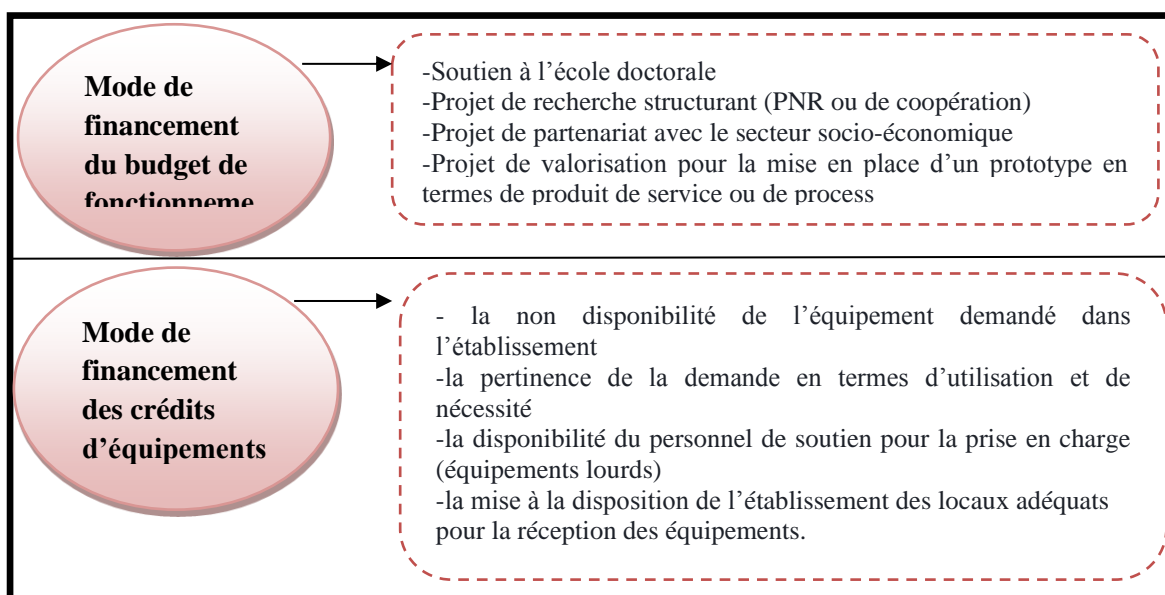 Mode de
financement
du budget de
fonctionneme
-Soutien à l’école doctorale
-Projet de recherche structurant (PNR ou de coopération)
-Projet de partenariat avec le secteur socio-économique
-Projet de valorisation pour la mise en place d’un prototype en
termes de produit de service ou de process
Mode de
financement
des crédits
d’équipements
- la non disponibilité de l’équipement demandé dans
l’établissement
-la pertinence de la demande en termes d’utilisation et de
nécessité
-la disponibilité du personnel de soutien pour la prise en charge
(équipements lourds)
-la mise à la disposition de l’établissement des locaux adéquats
pour la réception des équipements.